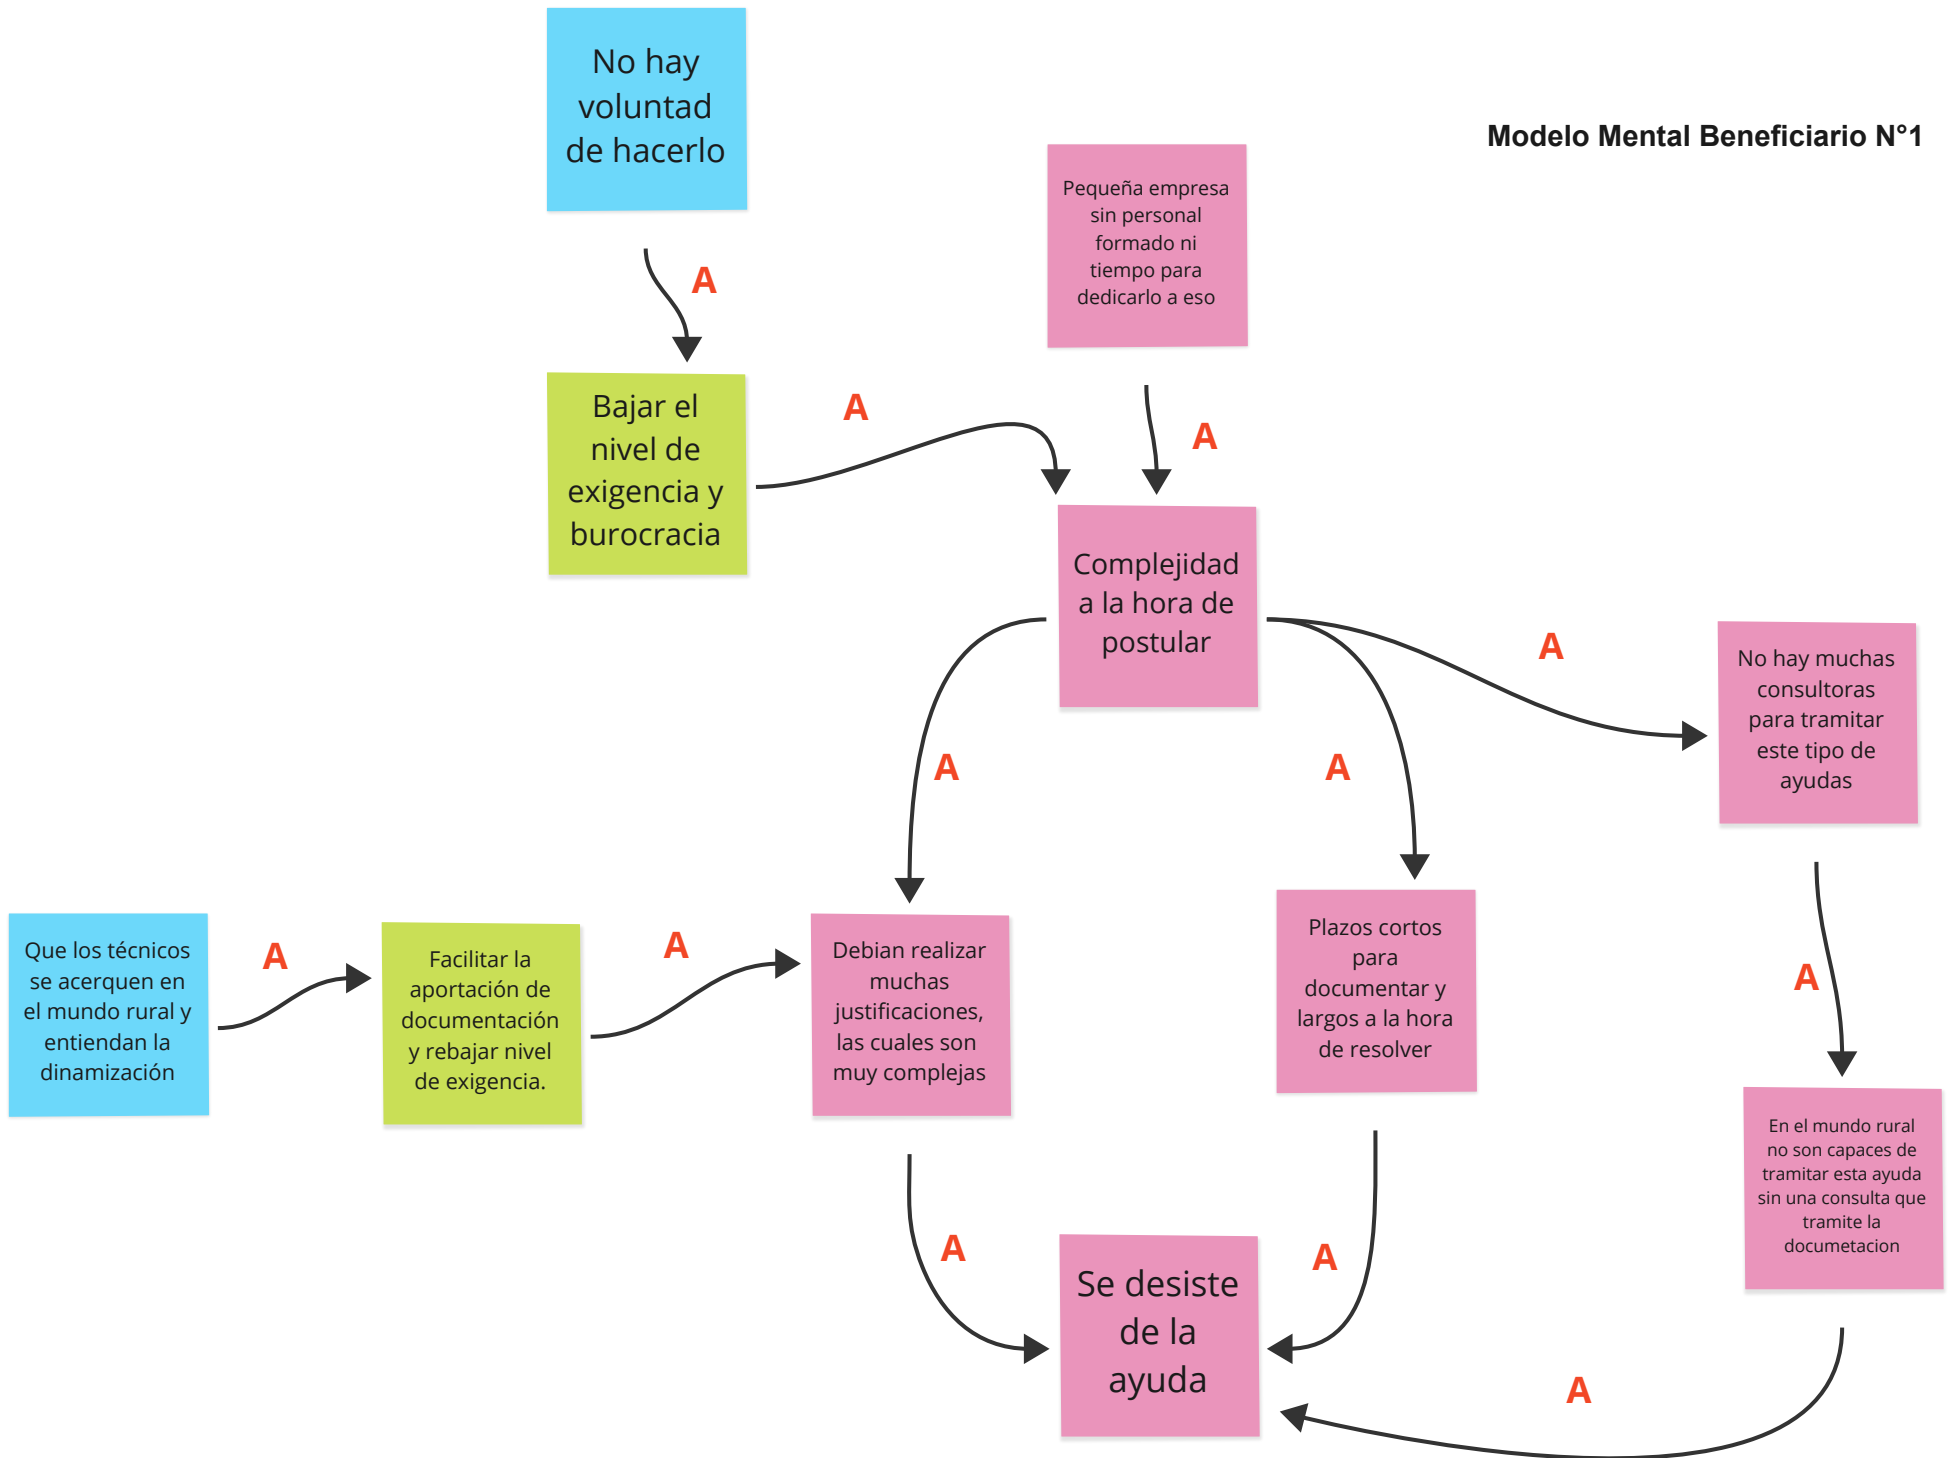 No hay
voluntad
de hacerlo
Modelo Mental Beneficiario N°1
Pequeña empresa
sin personal
formado ni
tiempo para
dedicarlo a eso
A
Bajar el
nivel de
exigencia y
burocracia
A
A
Complejidad
a la hora de
postular
A
No hay muchas
consultoras
para tramitar
este tipo de
ayudas
A
A
Que los técnicos
se acerquen en
el mundo rural y
entiendan la
dinamización
A
Facilitar la
aportación de
documentación
y rebajar nivel
de exigencia.
A
Debian realizar
muchas
justificaciones,
las cuales son
muy complejas
Plazos cortos
para
documentar y
largos a la hora
de resolver
A
En el mundo rural
no son capaces de
tramitar esta ayuda
sin una consulta que
tramite la
documetacion
A
Se desiste
de la
ayuda
A
A